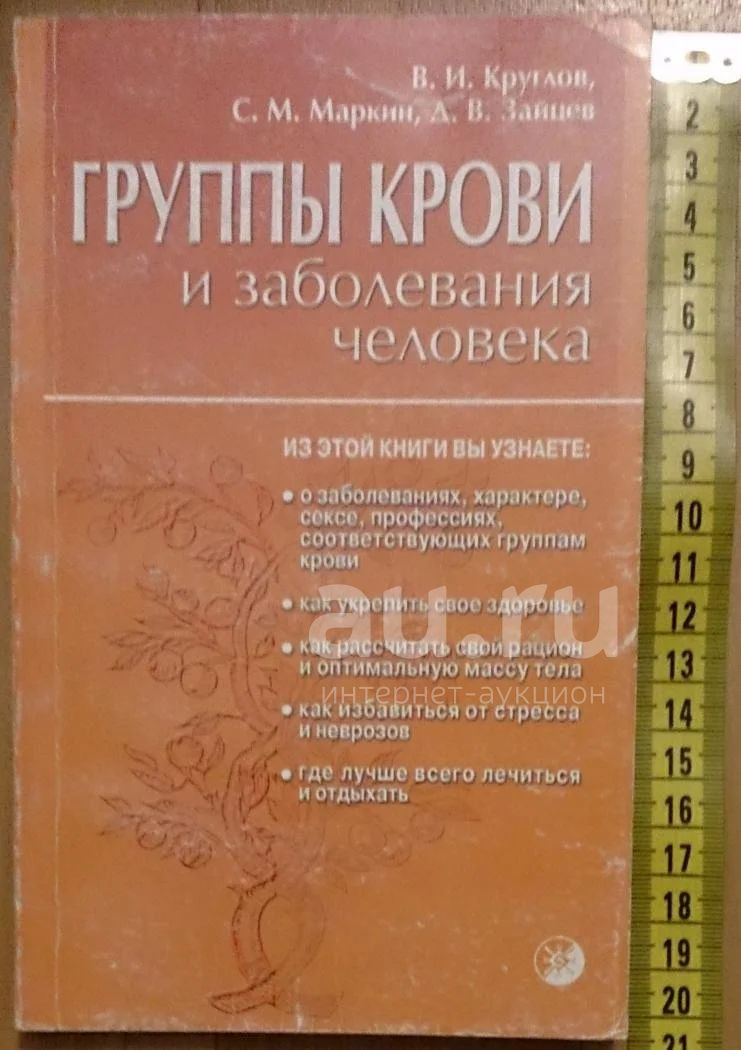 В. И. Круглов,
С. М. Маркин, Д. В. Зайцев
ГРУППЫ КРОВИ
и заболевания
человека
ИЗ ЭТОЙ КНИГИ ВЫ УЗНАЕТЕ:
• о заболеваниях, характере,
сексе, профессиях,
соответствующих группам
крови
• как укрепить свое здоровье
• как рассчитать свой рацион
и оптимальную массу тела
• как избавиться от стресса
и неврозов
• где лучше всего лечиться
и отдыхать
au.ru
интернет-аукцион
2
3
4
5
6
7
8
9
10
11
12
13
14
15
16
17
18
19
20
21